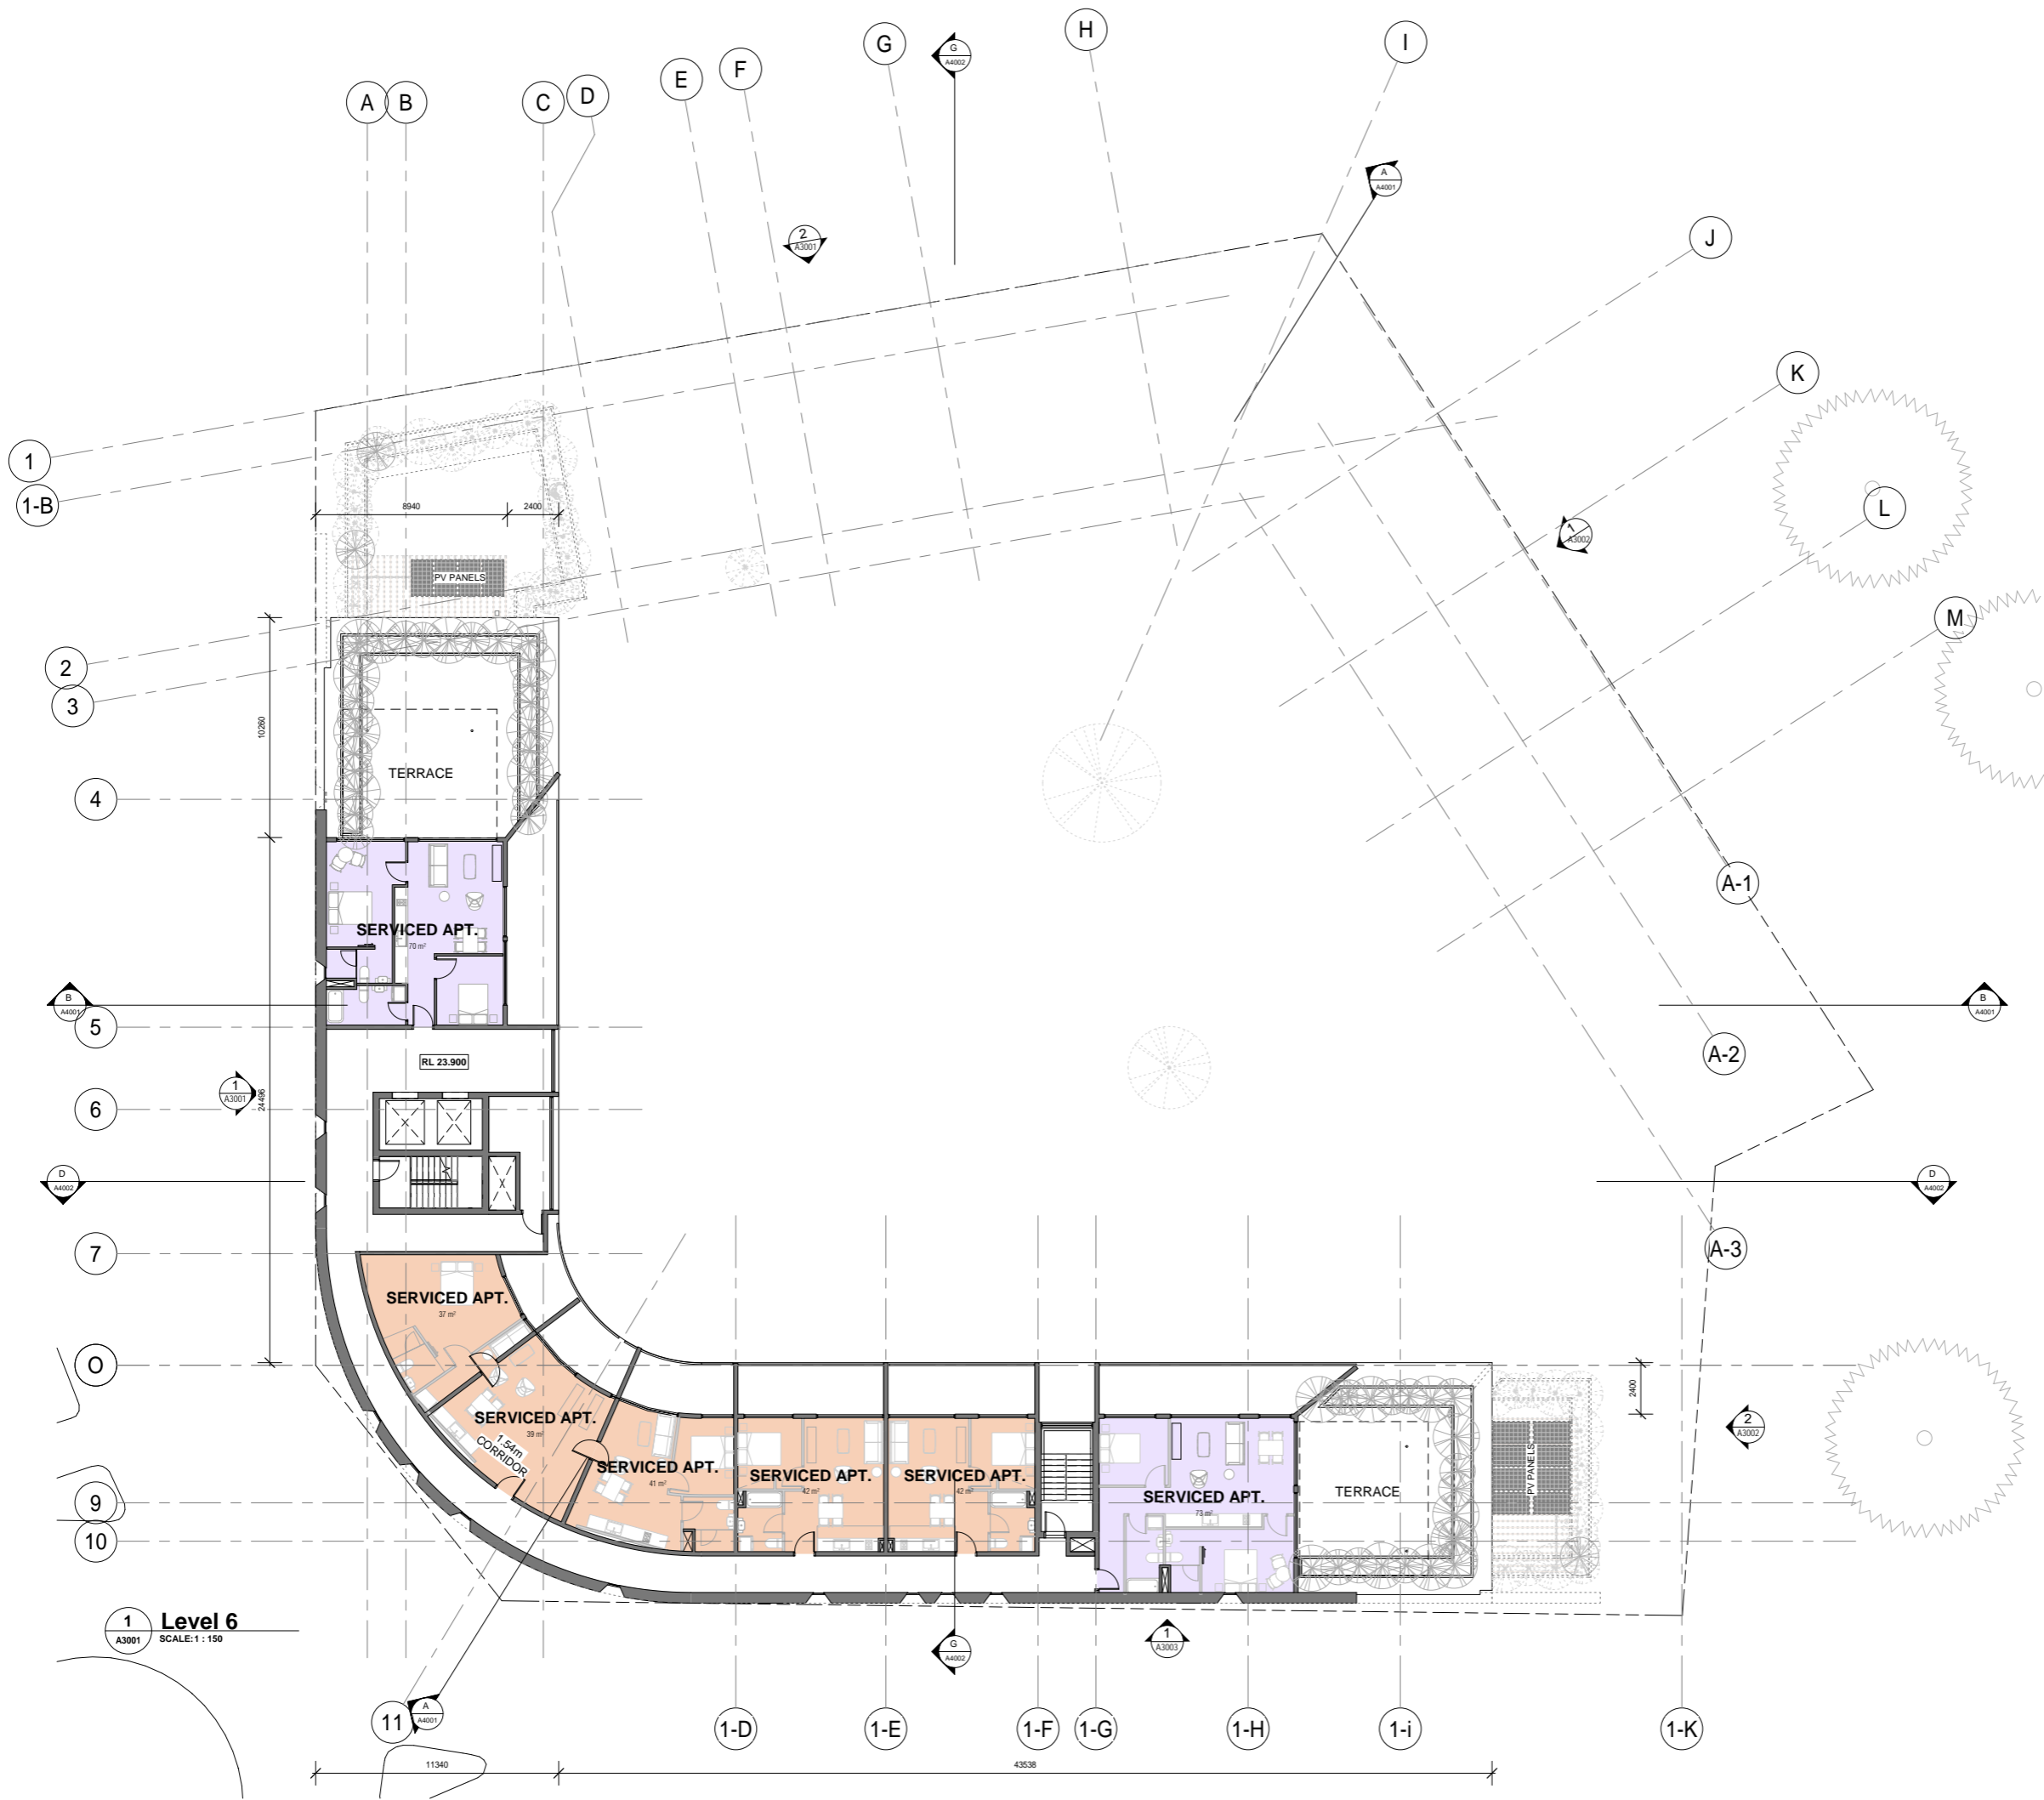 I
H
G
G
A4002
F
E
A
B
C
D
A
A4001
2
A3001
J
K
1
1-B
L
8940
2400
1
A3002
PV PANELS
M
2
3
10260
TERRACE
4
A-1
SERVICED APT.
70 m²
B
A4001
B
A4001
5
A-2
RL 23.900
1
A3001
24496
6
D
A4002
D
A4002
7
A-3
SERVICED APT.
37 m²
O
2400
SERVICED APT.
39 m²
1.54m
CORRIDOR
2
A3002
SERVICED APT.
41 m²
SERVICED APT.
42 m²
SERVICED APT.
42 m²
SERVICED APT.
73 m²
TERRACE
PV PANELS
9
10
1
A3001
Level 6
SCALE: 1 : 150
G
A4002
1
A3003
11
A
A4001
1-D
1-E
1-F
1-G
1-H
1-i
1-K
11340
43538